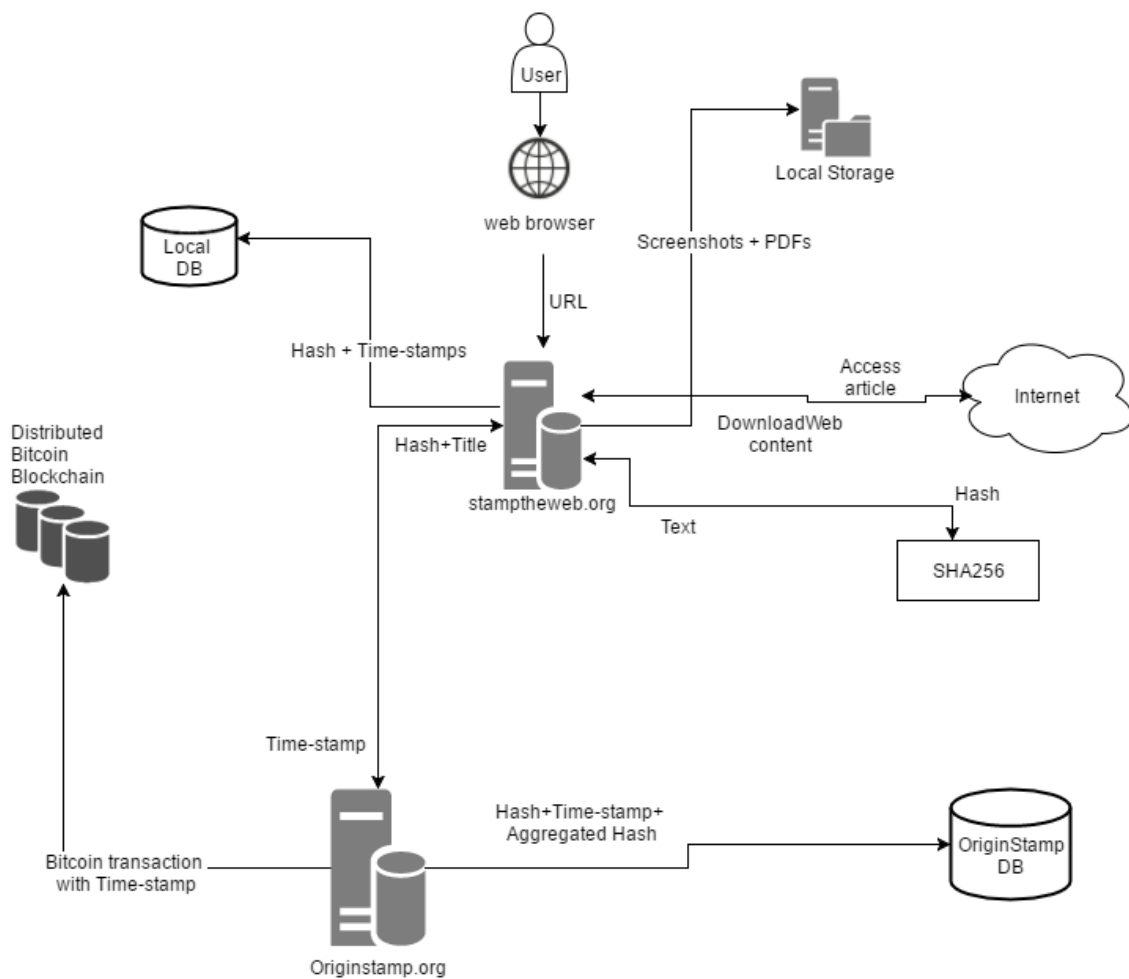 User
Local Storage
web browser
Screenshots + PDFs
Local
DB
URL
Hash + Time-stamps
Access
article
Internet
DownloadWeb
content
Hash+Title
Distributed
Bitcoin
Blockchain
stamptheweb.org
Hash
Text
SHA256
Time-stamp
Hash+Time-stamp+
Aggregated Hash
OriginStamp
DB
Bitcoin transaction
with Time-stamp
Originstamp.org